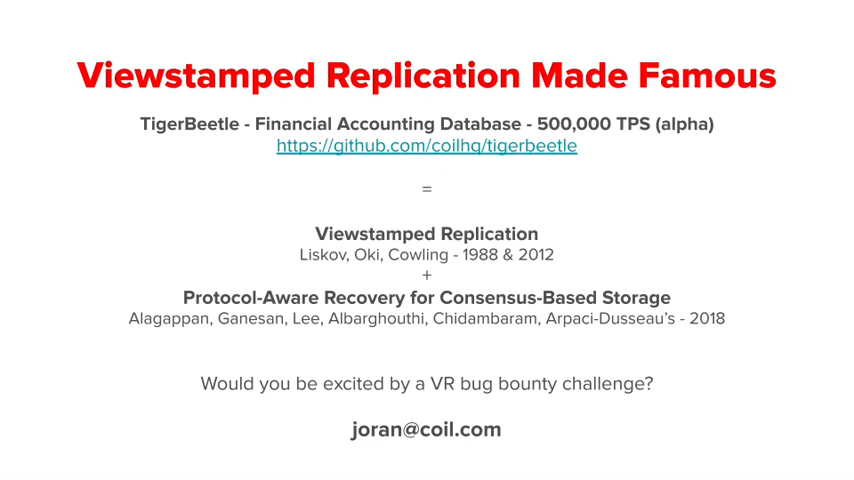 Viewstamped Replication Made Famous
TigerBeetle - Financial Accounting Database - 500,000 TPS (alpha)
https://github.com/coilhq/tigerbeetle
=
Viewstamped Replication
Liskov, Oki, Cowling - 1988 & 2012
+
Protocol-Aware Recovery for Consensus-Based Storage
Alagappan, Ganesan, Lee, Albarghouthi, Chidambaram, Arpaci-Dusseau’s - 2018
Would you be excited by a VR bug bounty challenge?
joran@coil.com